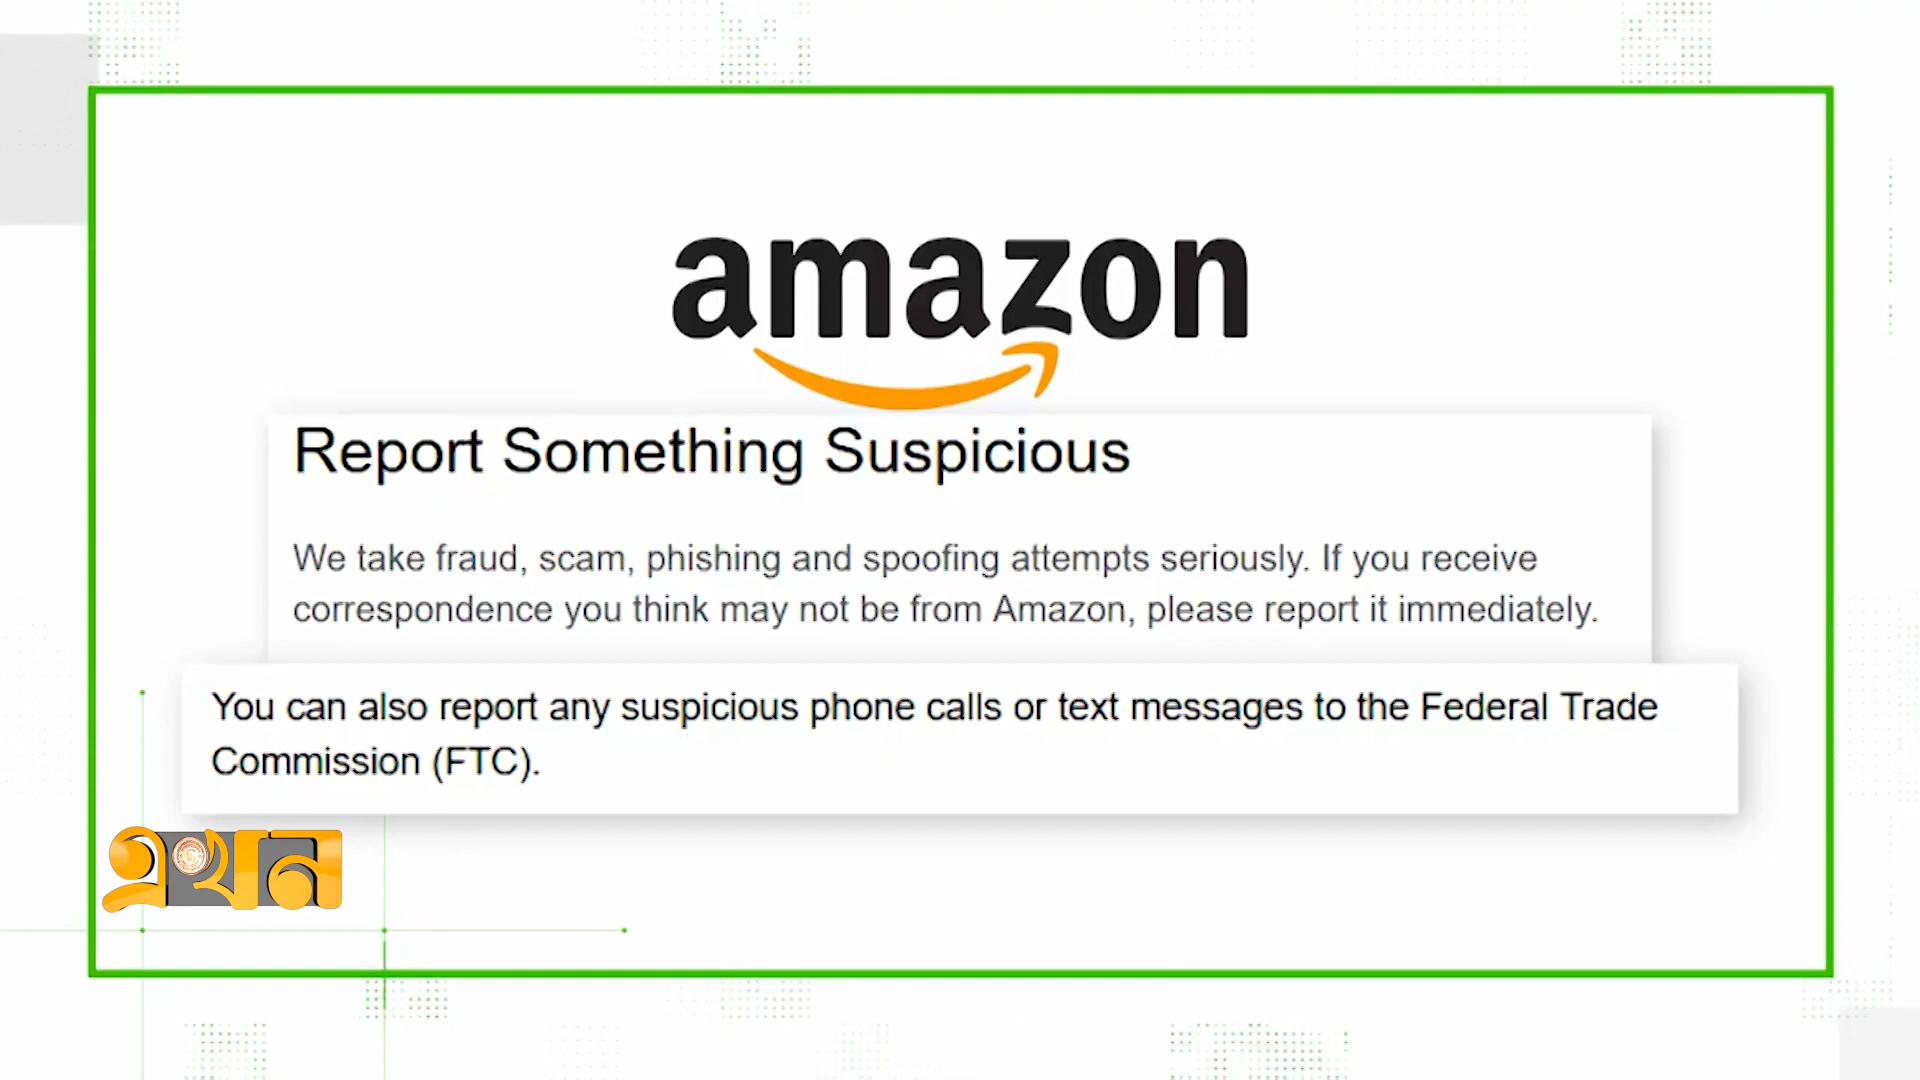 amazon
Report Something Suspicious
We take fraud, scam, phishing and spoofing attempts seriously. If you receive
correspondence you think may not be from Amazon, please report it immediately.
You can also report any suspicious phone calls or text messages to the Federal Trade
Commission (FTC).
এখন